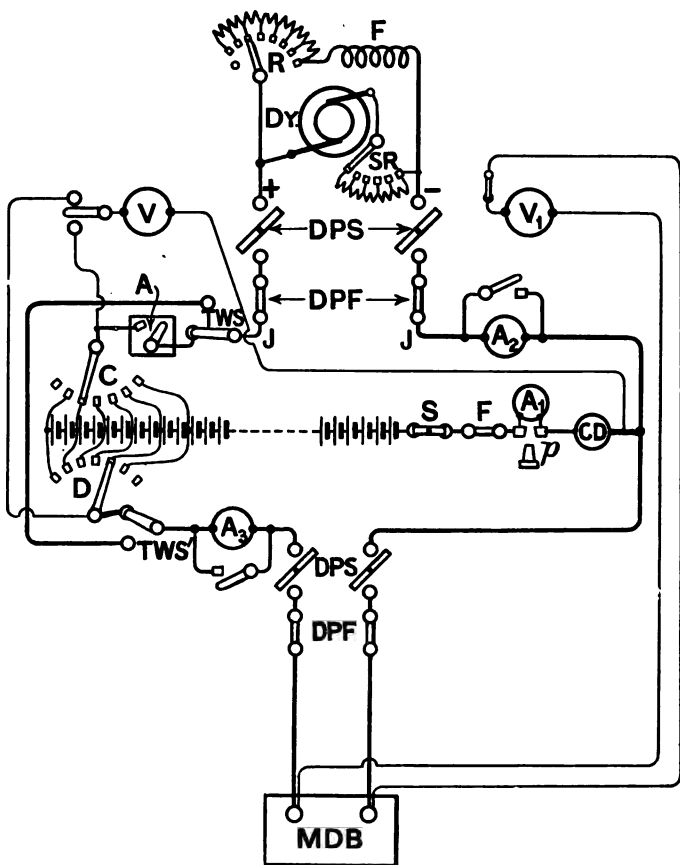 F
R
Dy.
SR
+
−
V
DPS
V₁
A
TWS
DPF
J
J
A₂
C
S
F
A₁
CD
p
D
TWS'
A₃
DPS
DPF
MDB